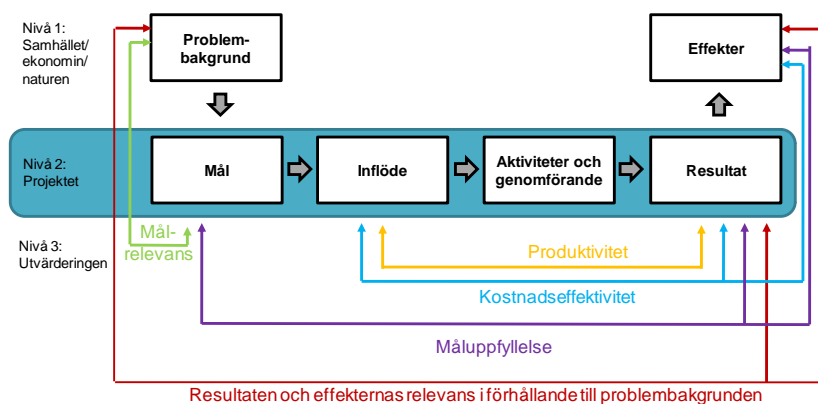 Nivå 1:
Samhället/
ekonomin/
naturen
Problem-
bakgrund
Effekter
Nivå 2:
Projektet
Mål
Inflöde
Aktiviteter och
genomförande
Resultat
Nivå 3:
Utvärderingen
Mål-
relevans
Produktivitet
Kostnadseffektivitet
Måluppfyllelse
Resultaten och effekternas relevans i förhållande till problembakgrunden